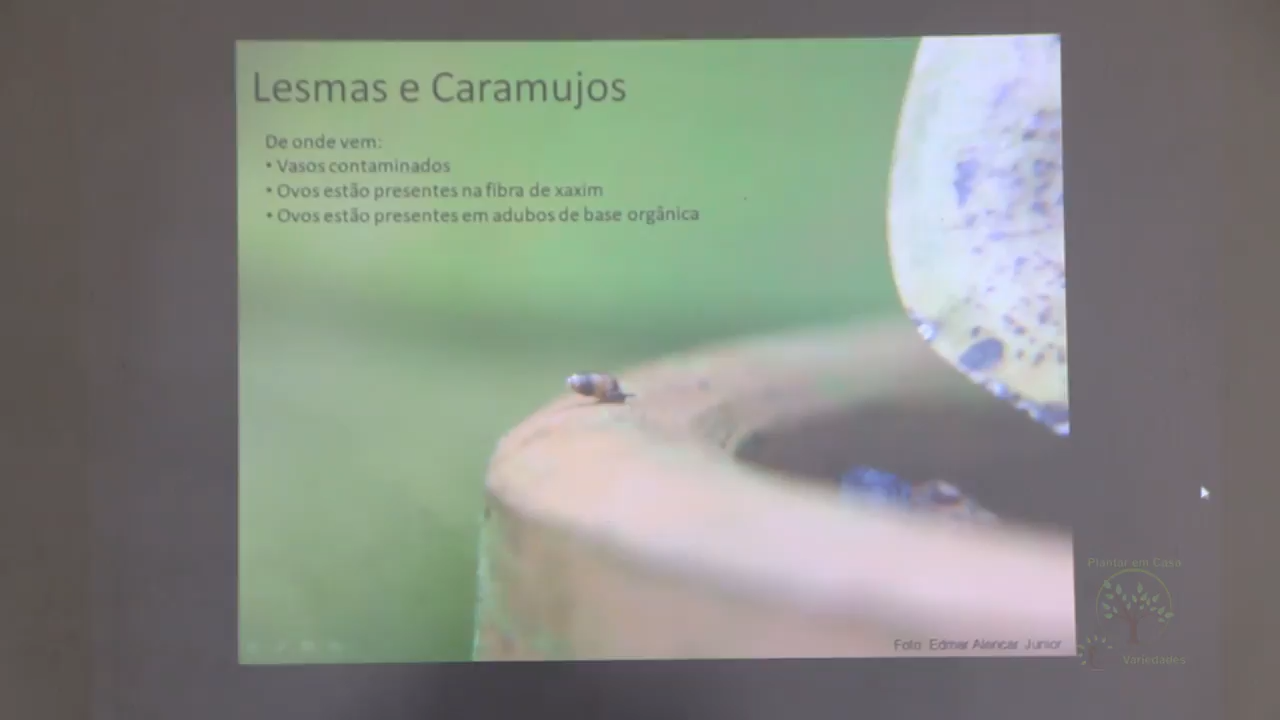 Lesmas e Caramujos
De onde vem:
• Vasos contaminados
• Ovos estão presentes na fibra de xaxim
• Ovos estão presentes em adubos de base orgânica
Foto: Edmar Alencar Junior
Plantar em Casa
Variedades